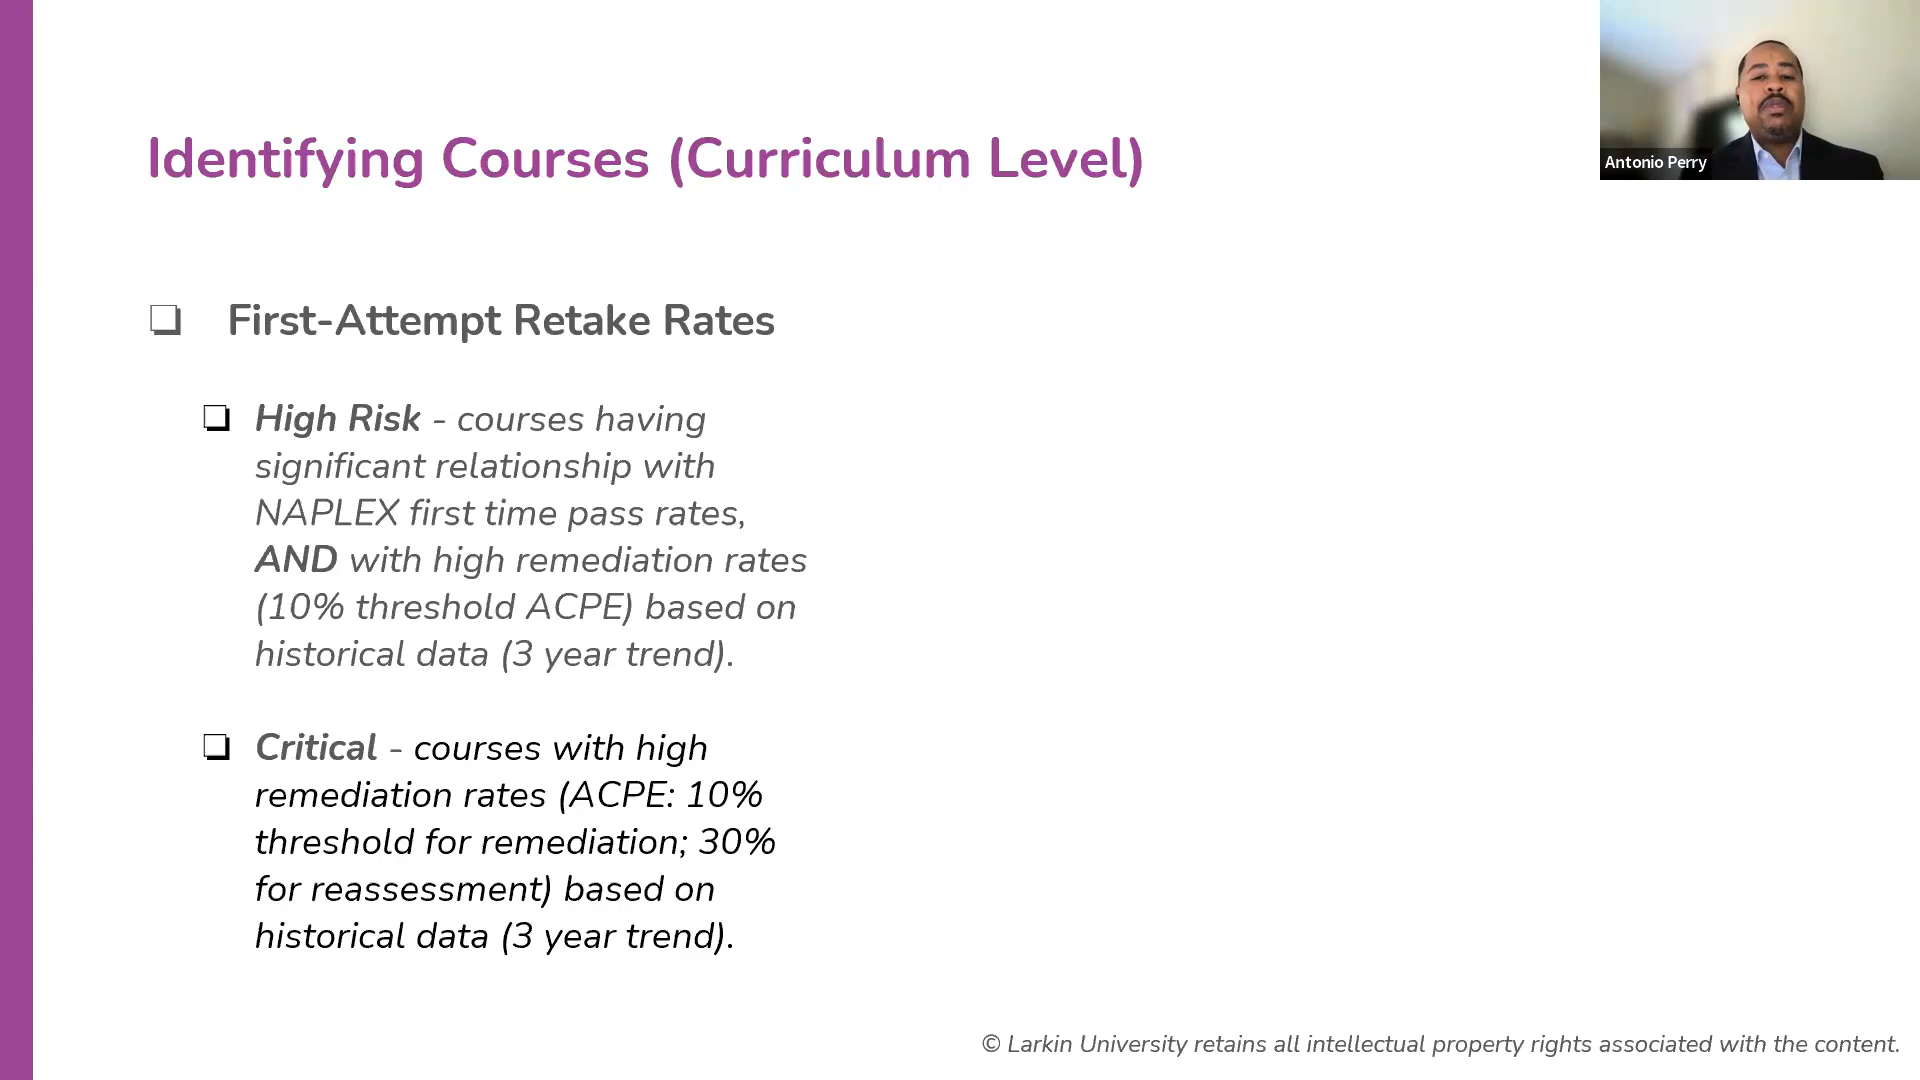 Identifying Courses (Curriculum Level)
Antonio Perry
First-Attempt Retake Rates
High Risk - courses having
significant relationship with
NAPLEX first time pass rates,
AND with high remediation rates
(10% threshold ACPE) based on
historical data (3 year trend).
Critical - courses with high
remediation rates (ACPE: 10%
threshold for remediation; 30%
for reassessment) based on
historical data (3 year trend).
© Larkin University retains all intellectual property rights associated with the content.